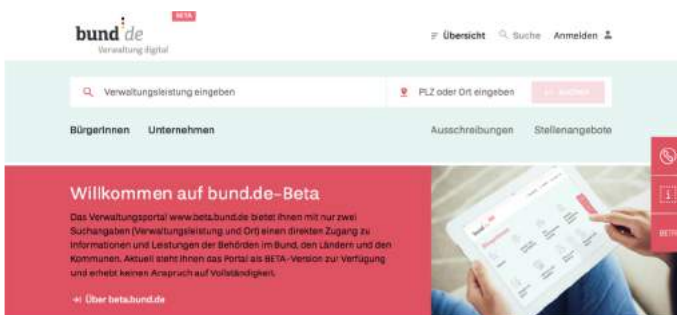 BETA
bund.de
Verwaltung digital
Übersicht Suche Anmelden
Verwaltungsleistung eingeben PLZ oder Ort eingeben
BürgerInnen Unternehmen Ausschreibungen Stellenangebote
Willkommen auf bund.de-Beta
Das Verwaltungsportal www.beta.bund.de bietet Ihnen mit nur zwei
Suchangaben (Verwaltungsleistung und Ort) einen direkten Zugang zu
Informationen und Leistungen der Behörden im Bund, den Ländern und den
Kommunen. Aktuell steht Ihnen das Portal als BETA-Version zur Verfügung
und erhebt keinen Anspruch auf Vollständigkeit.
Über beta.bund.de